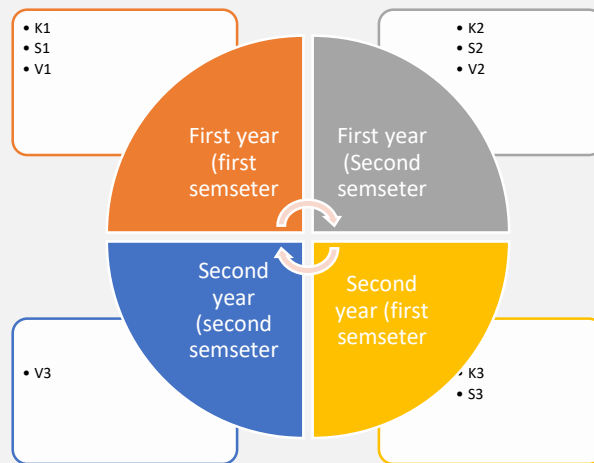 • K1
• S1
• V1
• K2
• S2
• V2
First year
(first
semseter
First year
(Second
semseter
Second
year
(second
semseter
Second
year (first
semseter
• V3
• K3
• S3